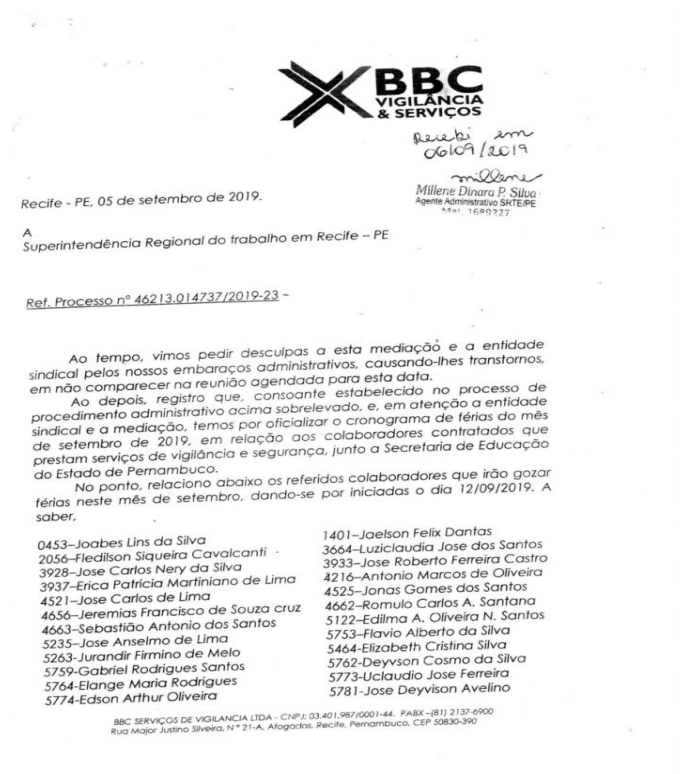 BBC
VIGILÂNCIA
& SERVIÇOS
Recebi em
06/09/2019
millene
Millene Dinara P. Silva
Agente Administrativo SRTE/PE
Mat. 1689227
Recife - PE, 05 de setembro de 2019.
A
Superintendência Regional do trabalho em Recife – PE
Ref. Processo nº 46213.014737/2019-23 -
Ao tempo, vimos pedir desculpas a esta mediação e a entidade
sindical pelos nossos embaraços administrativos, causando-lhes transtornos,
em não comparecer na reunião agendada para esta data.
Ao depois, registro que, consoante estabelecido no processo de
procedimento administrativo acima sobrelevado, e, em atenção a entidade
sindical e a mediação, temos por oficializar o cronograma de férias do mês
de setembro de 2019, em relação aos colaboradores contratados que
prestam serviços de vigilância e segurança, junto a Secretaria de Educação
do Estado de Pernambuco.
No ponto, relaciono abaixo os referidos colaboradores que irão gozar
férias neste mês de setembro, dando-se por iniciadas o dia 12/09/2019. A
saber,
0453–Joabes Lins da Silva
2056–Fledilson Siqueira Cavalcanti
3928–Jose Carlos Nery da Silva
3937–Erica Patricia Martiniano de Lima
4521–Jose Carlos de Lima
4656–Jeremias Francisco de Souza cruz
4663–Sebastião Antonio dos Santos
5235–Jose Anselmo de Lima
5263–Jurandir Firmino de Melo
5759–Gabriel Rodrigues Santos
5764–Elange Maria Rodrigues
5774–Edson Arthur Oliveira
1401–Jaelson Felix Dantas
3664–Luziclaudia Jose dos Santos
3933–Jose Roberto Ferreira Castro
4216–Antonio Marcos de Oliveira
4525–Jonas Gomes dos Santos
4662–Romulo Carlos A. Santana
5122–Edilma A. Oliveira N. Santos
5753–Flavio Alberto da Silva
5464–Elizabeth Cristina Silva
5762–Deyvson Cosmo da Silva
5773–Uclaudio Jose Ferreira
5781–Jose Deyvison Avelino
BBC SERVIÇOS DE VIGILANCIA LTDA - CNPJ: 03.401.987/0001-44. PABX –(81) 2137-6900
Rua Major Justino Silveira, N º 21-A, Afogados, Recife, Pernambuco, CEP 50830-390